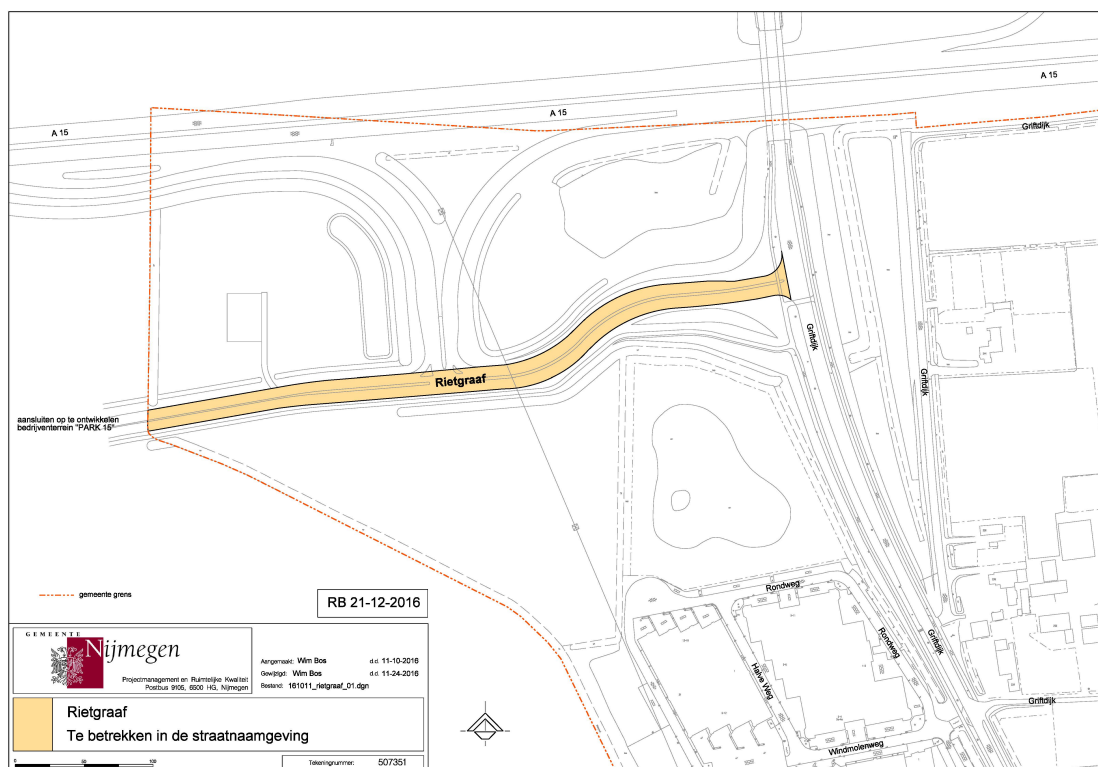 A 15
A 15
A 15
Griftdijk
Griftdijk
Griftdijk
Rietgraaf
aansluiten op te ontwikkelen
bedrijventerrein "PARK 15"
Rondweg
Rondweg
Griftdijk
Halve Weg
Griftdijk
Windmolenweg
gemeente grens
RB 21-12-2016
GEMEENTE
Nijmegen
Projectmanagement en Ruimtelijke Kwaliteit
Postbus 9105, 6500 HG, Nijmegen
Aangemaakt: Wim Bos d.d. 11-10-2016
Gewijzigd: Wim Bos d.d. 11-24-2016
Bestand: 161011_rietgraaf_01.dgn
Rietgraaf
Te betrekken in de straatnaamgeving
0 50 100
Tekeningnummer: 507351